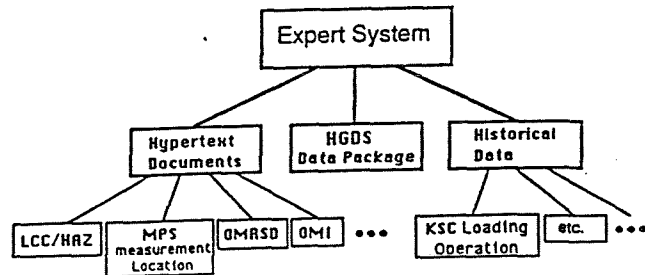 Expert System
Hypertext
Documents
HGDS
Data Package
Historical
Data
LCC/HAZ
MPS
measurement
Location
OMRSD
OMI
•••
KSC Loading
Operation
etc.
•••